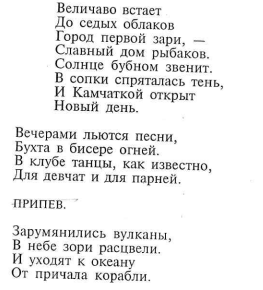 Величаво встает
До седых облаков
Город первой зари, —
Славный дом рыбаков.
Солнце бубном звенит.
В сопки спряталась тень,
И Камчаткой открыт
Новый день.
Вечерами льются песни,
Бухта в бисере огней.
В клубе танцы, как известно,
Для девчат и для парней.
ПРИПЕВ.
Зарумянились вулканы,
В небе зори расцвели.
И уходят к океану
От причала корабли.